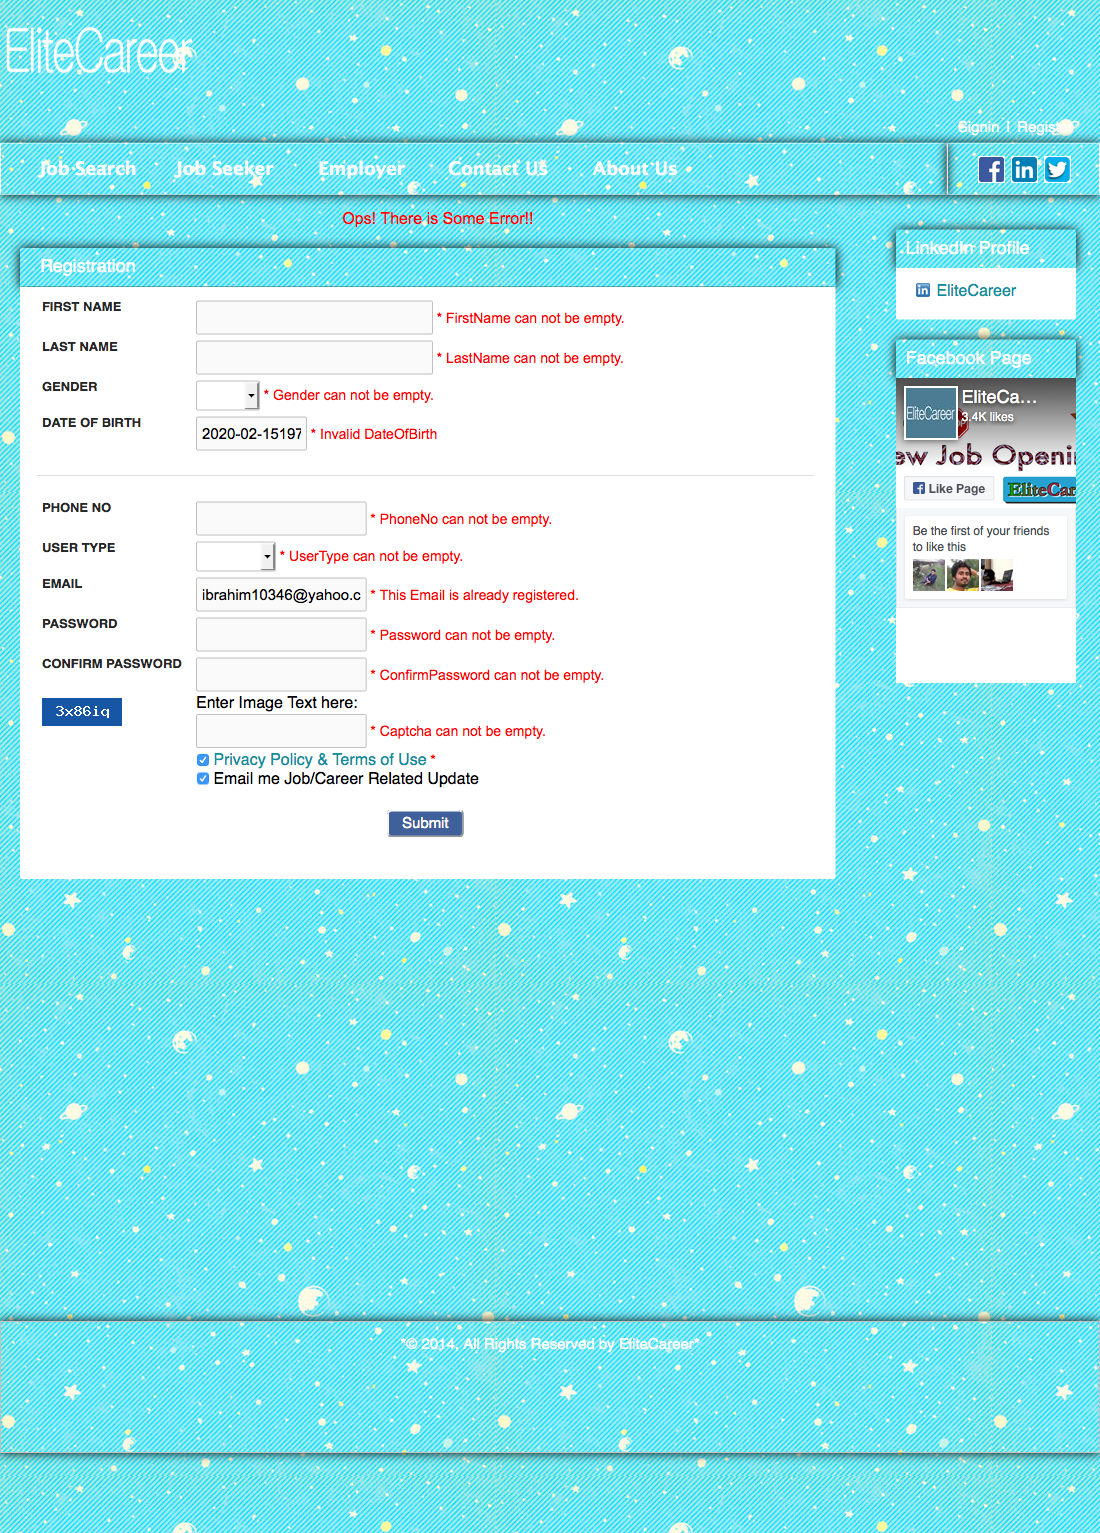 EliteCareer
Signin | Register
Job Search Job Seeker Employer Contact US About Us
Ops! There is Some Error!!
Registration
FIRST NAME * FirstName can not be empty.
LAST NAME * LastName can not be empty.
GENDER * Gender can not be empty.
DATE OF BIRTH 2020-02-15197 * Invalid DateOfBirth
PHONE NO * PhoneNo can not be empty.
USER TYPE * UserType can not be empty.
EMAIL ibrahim10346@yahoo.c * This Email is already registered.
PASSWORD * Password can not be empty.
CONFIRM PASSWORD * ConfirmPassword can not be empty.
3x86iq Enter Image Text here:
* Captcha can not be empty.
Privacy Policy & Terms of Use *
Email me Job/Career Related Update
Submit
LinkedIn Profile
EliteCareer
Facebook Page
EliteCareer
EliteCa...
3.4K likes
ew Job Openi
Like Page
EliteCar
Be the first of your friends
to like this
*© 2014, All Rights Reserved by EliteCareer*